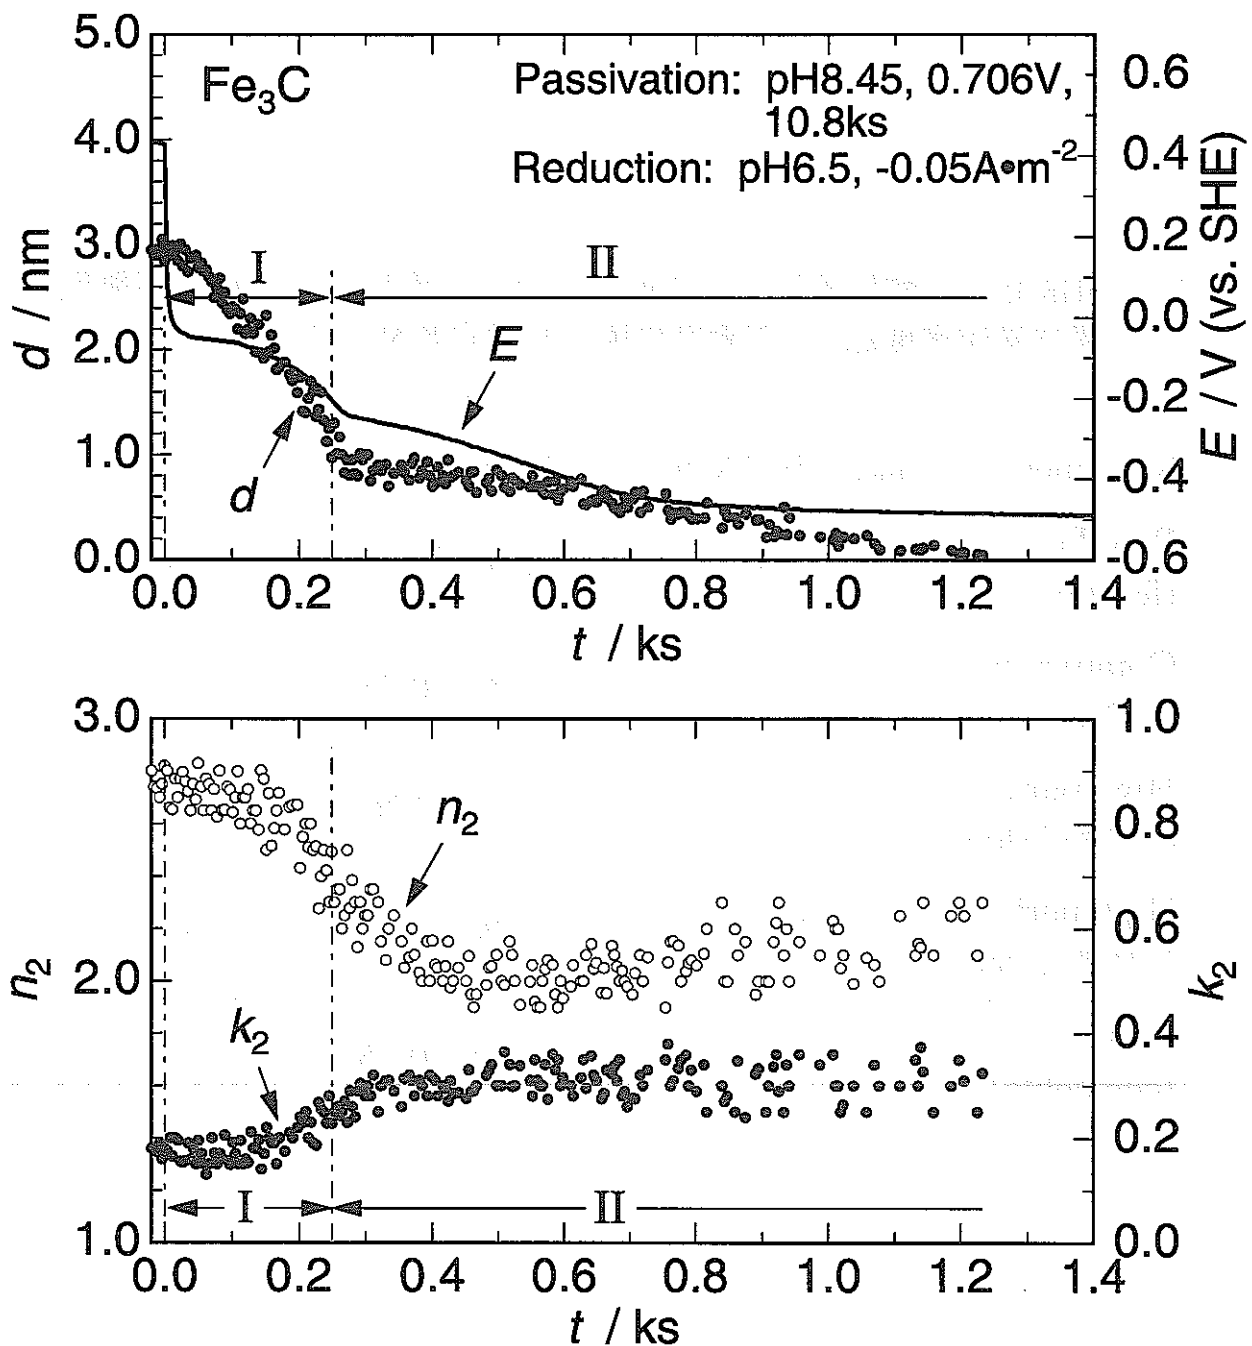 Fe₃C
Passivation: pH8.45, 0.706V,
10.8ks
Reduction: pH6.5, -0.05A•m⁻²
I
II
E
d
d / nm
5.0
4.0
3.0
2.0
1.0
0.0
E / V (vs. SHE)
0.6
0.4
0.2
0.0
-0.2
-0.4
-0.6
0.0 0.2 0.4 0.6 0.8 1.0 1.2 1.4
t / ks
n₂
3.0
2.0
1.0
n₂
k₂
I
II
k₂
1.0
0.8
0.6
0.4
0.2
0.0
0.0 0.2 0.4 0.6 0.8 1.0 1.2 1.4
t / ks